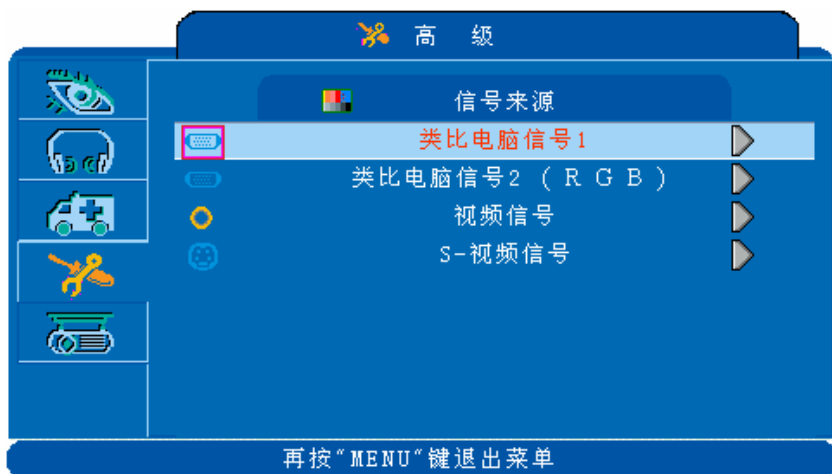 高 级
信号来源
类比电脑信号1
类比电脑信号2 ( R G B )
视频信号
S-视频信号
再按"MENU"键退出菜单